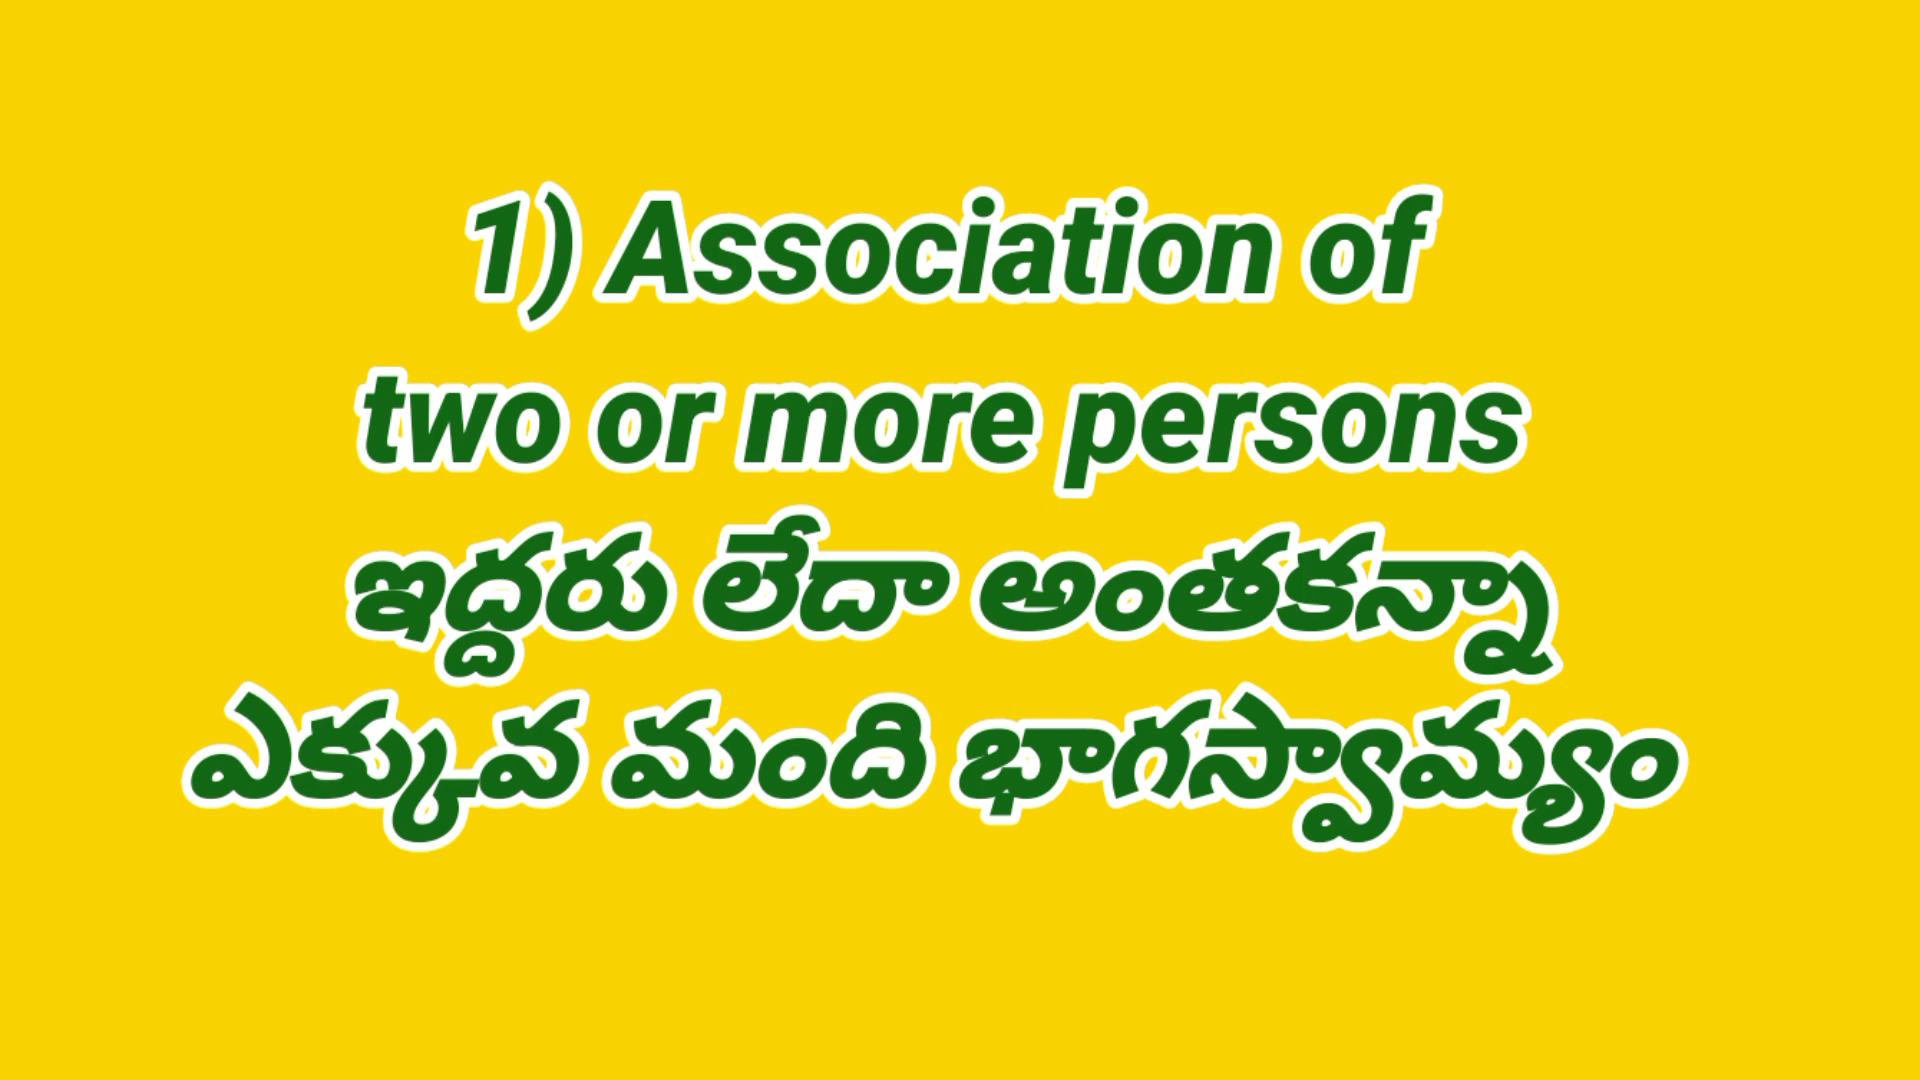 1) Association of
two or more persons
ఇద్దరు లేదా అంతకన్నా
ఎక్కువ మంది భాగస్వామ్యం